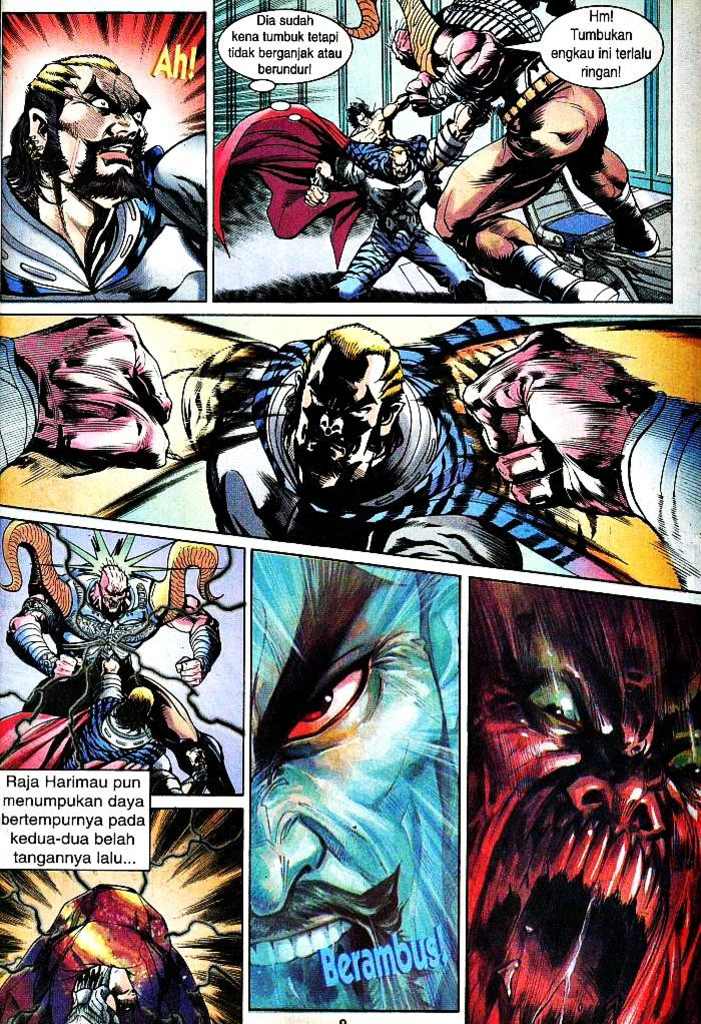 Ah!
Dia sudah
kena tumbuk tetapi
tidak berganjak atau
berundur!
Hm!
Tumbukan
engkau ini terlalu
ringan!
Raja Harimau pun
menumpukan daya
bertempurnya pada
kedua-dua belah
tangannya lalu...
Berambus!